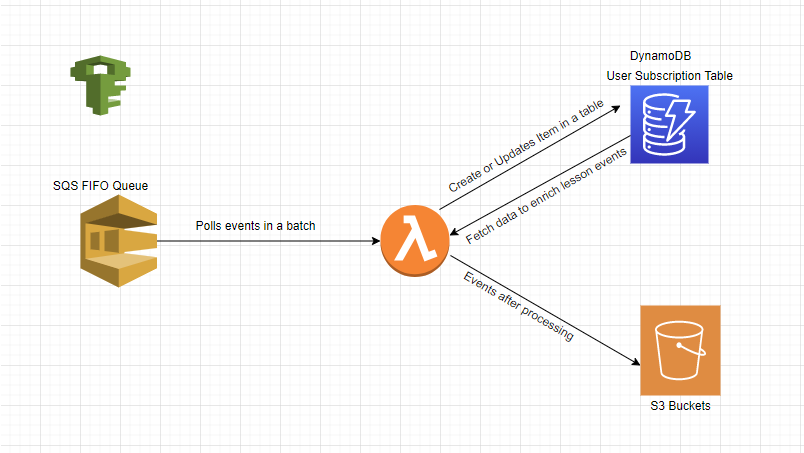 DynamoDB
User Subscription Table
Create or Updates Item in a table
Fetch data to enrich lesson events
SQS FIFO Queue
Polls events in a batch
Events after processing
S3 Buckets